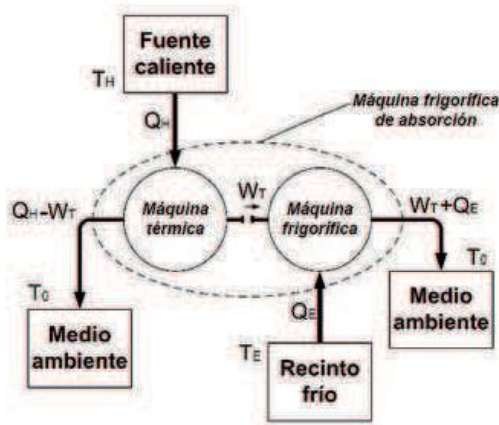 Fuente
caliente
TH
QH
Máquina frigorífica
de absorción
QH-WT
Máquina
térmica
WT
Máquina
frigorífica
WT+QE
T0
Medio
ambiente
QE
TE
Recinto
frío
T0
Medio
ambiente